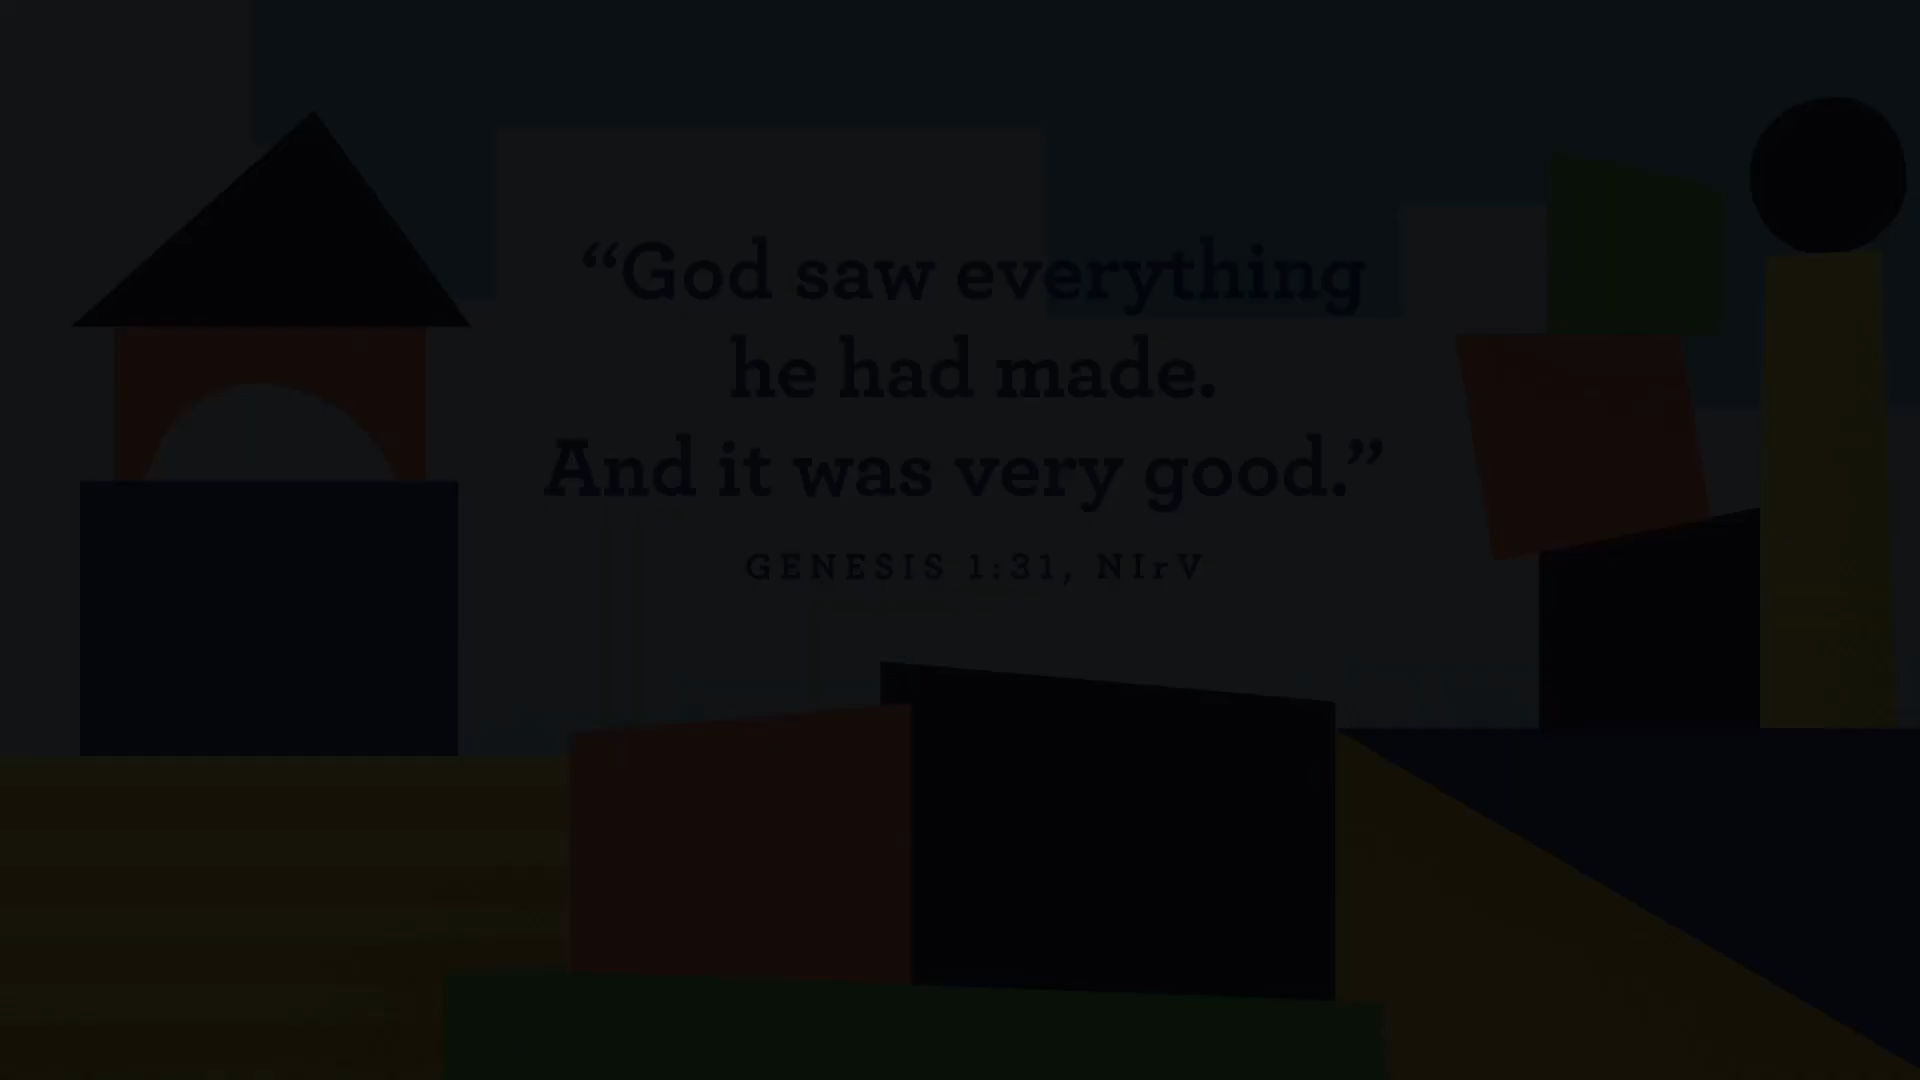 “God saw everything
he had made.
And it was very good.”
GENESIS 1:31, NIrV